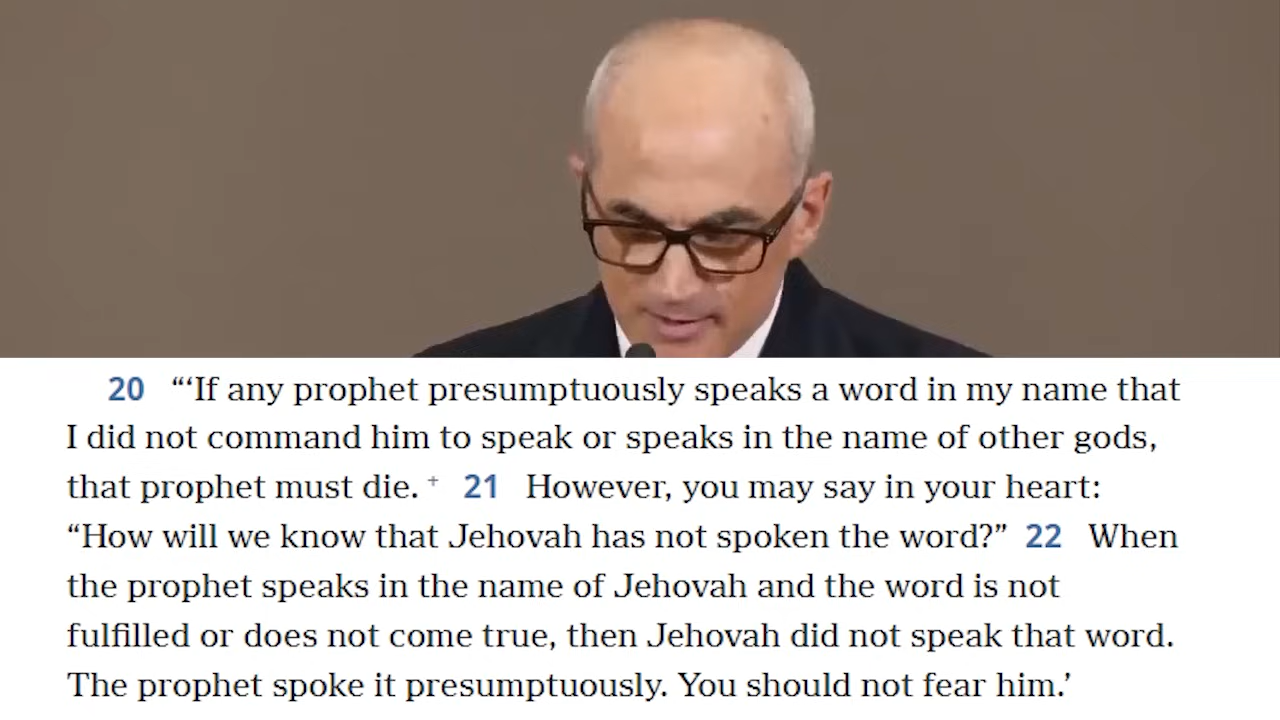 20 “‘If any prophet presumptuously speaks a word in my name that
I did not command him to speak or speaks in the name of other gods,
that prophet must die. + 21 However, you may say in your heart:
“How will we know that Jehovah has not spoken the word?” 22 When
the prophet speaks in the name of Jehovah and the word is not
fulfilled or does not come true, then Jehovah did not speak that word.
The prophet spoke it presumptuously. You should not fear him.’